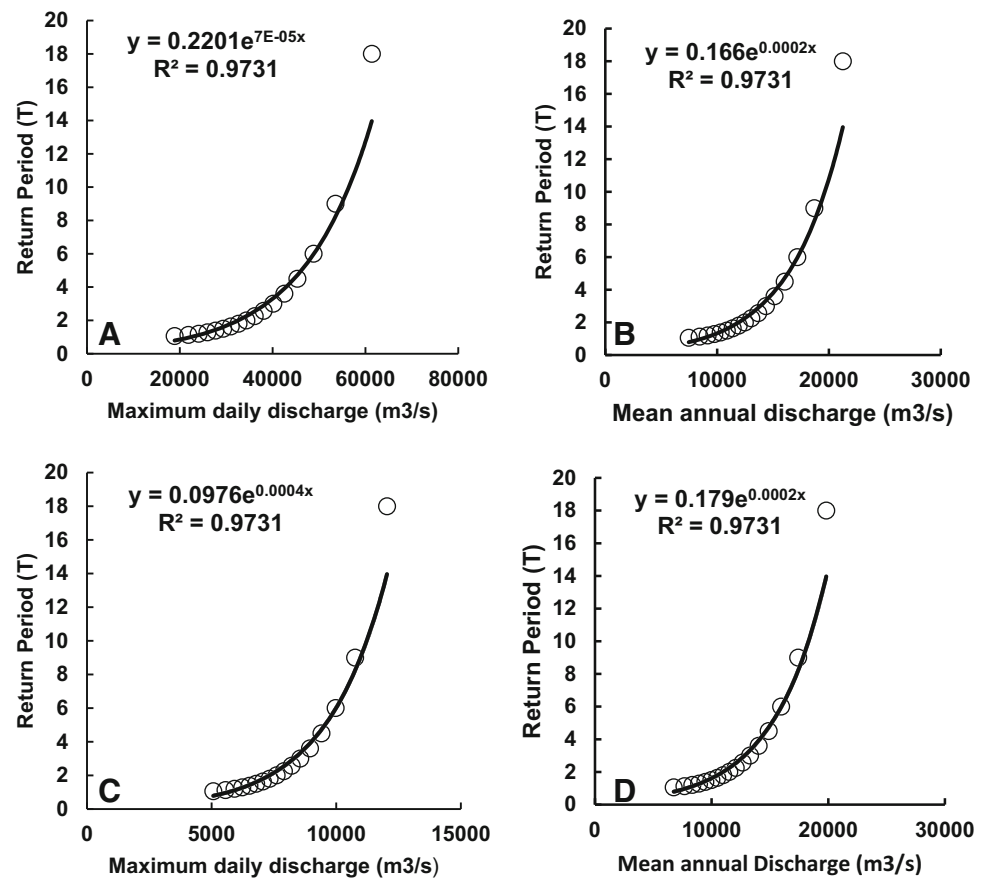 20
18
16
14
12
10
8
6
4
2
0
Return Period (T)
y = 0.2201e^7E-05x
R² = 0.9731
A
0 20000 40000 60000 80000
Maximum daily discharge (m3/s)
20
18
16
14
12
10
8
6
4
2
0
Return Period (T)
y = 0.166e^0.0002x
R² = 0.9731
B
0 10000 20000 30000
Mean annual discharge (m3/s)
20
18
16
14
12
10
8
6
4
2
0
Return Period (T)
y = 0.0976e^0.0004x
R² = 0.9731
C
0 5000 10000 15000
Maximum daily discharge (m3/s)
20
18
16
14
12
10
8
6
4
2
0
Return Period (T)
y = 0.179e^0.0002x
R² = 0.9731
D
0 10000 20000 30000
Mean annual Discharge (m3/s)